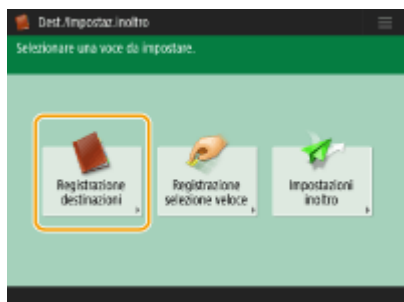 Dest./Impostaz.inoltro
Selezionare una voce da impostare.
Registrazione
destinazioni
Registrazione
selezione veloce
Impostazioni
inoltro